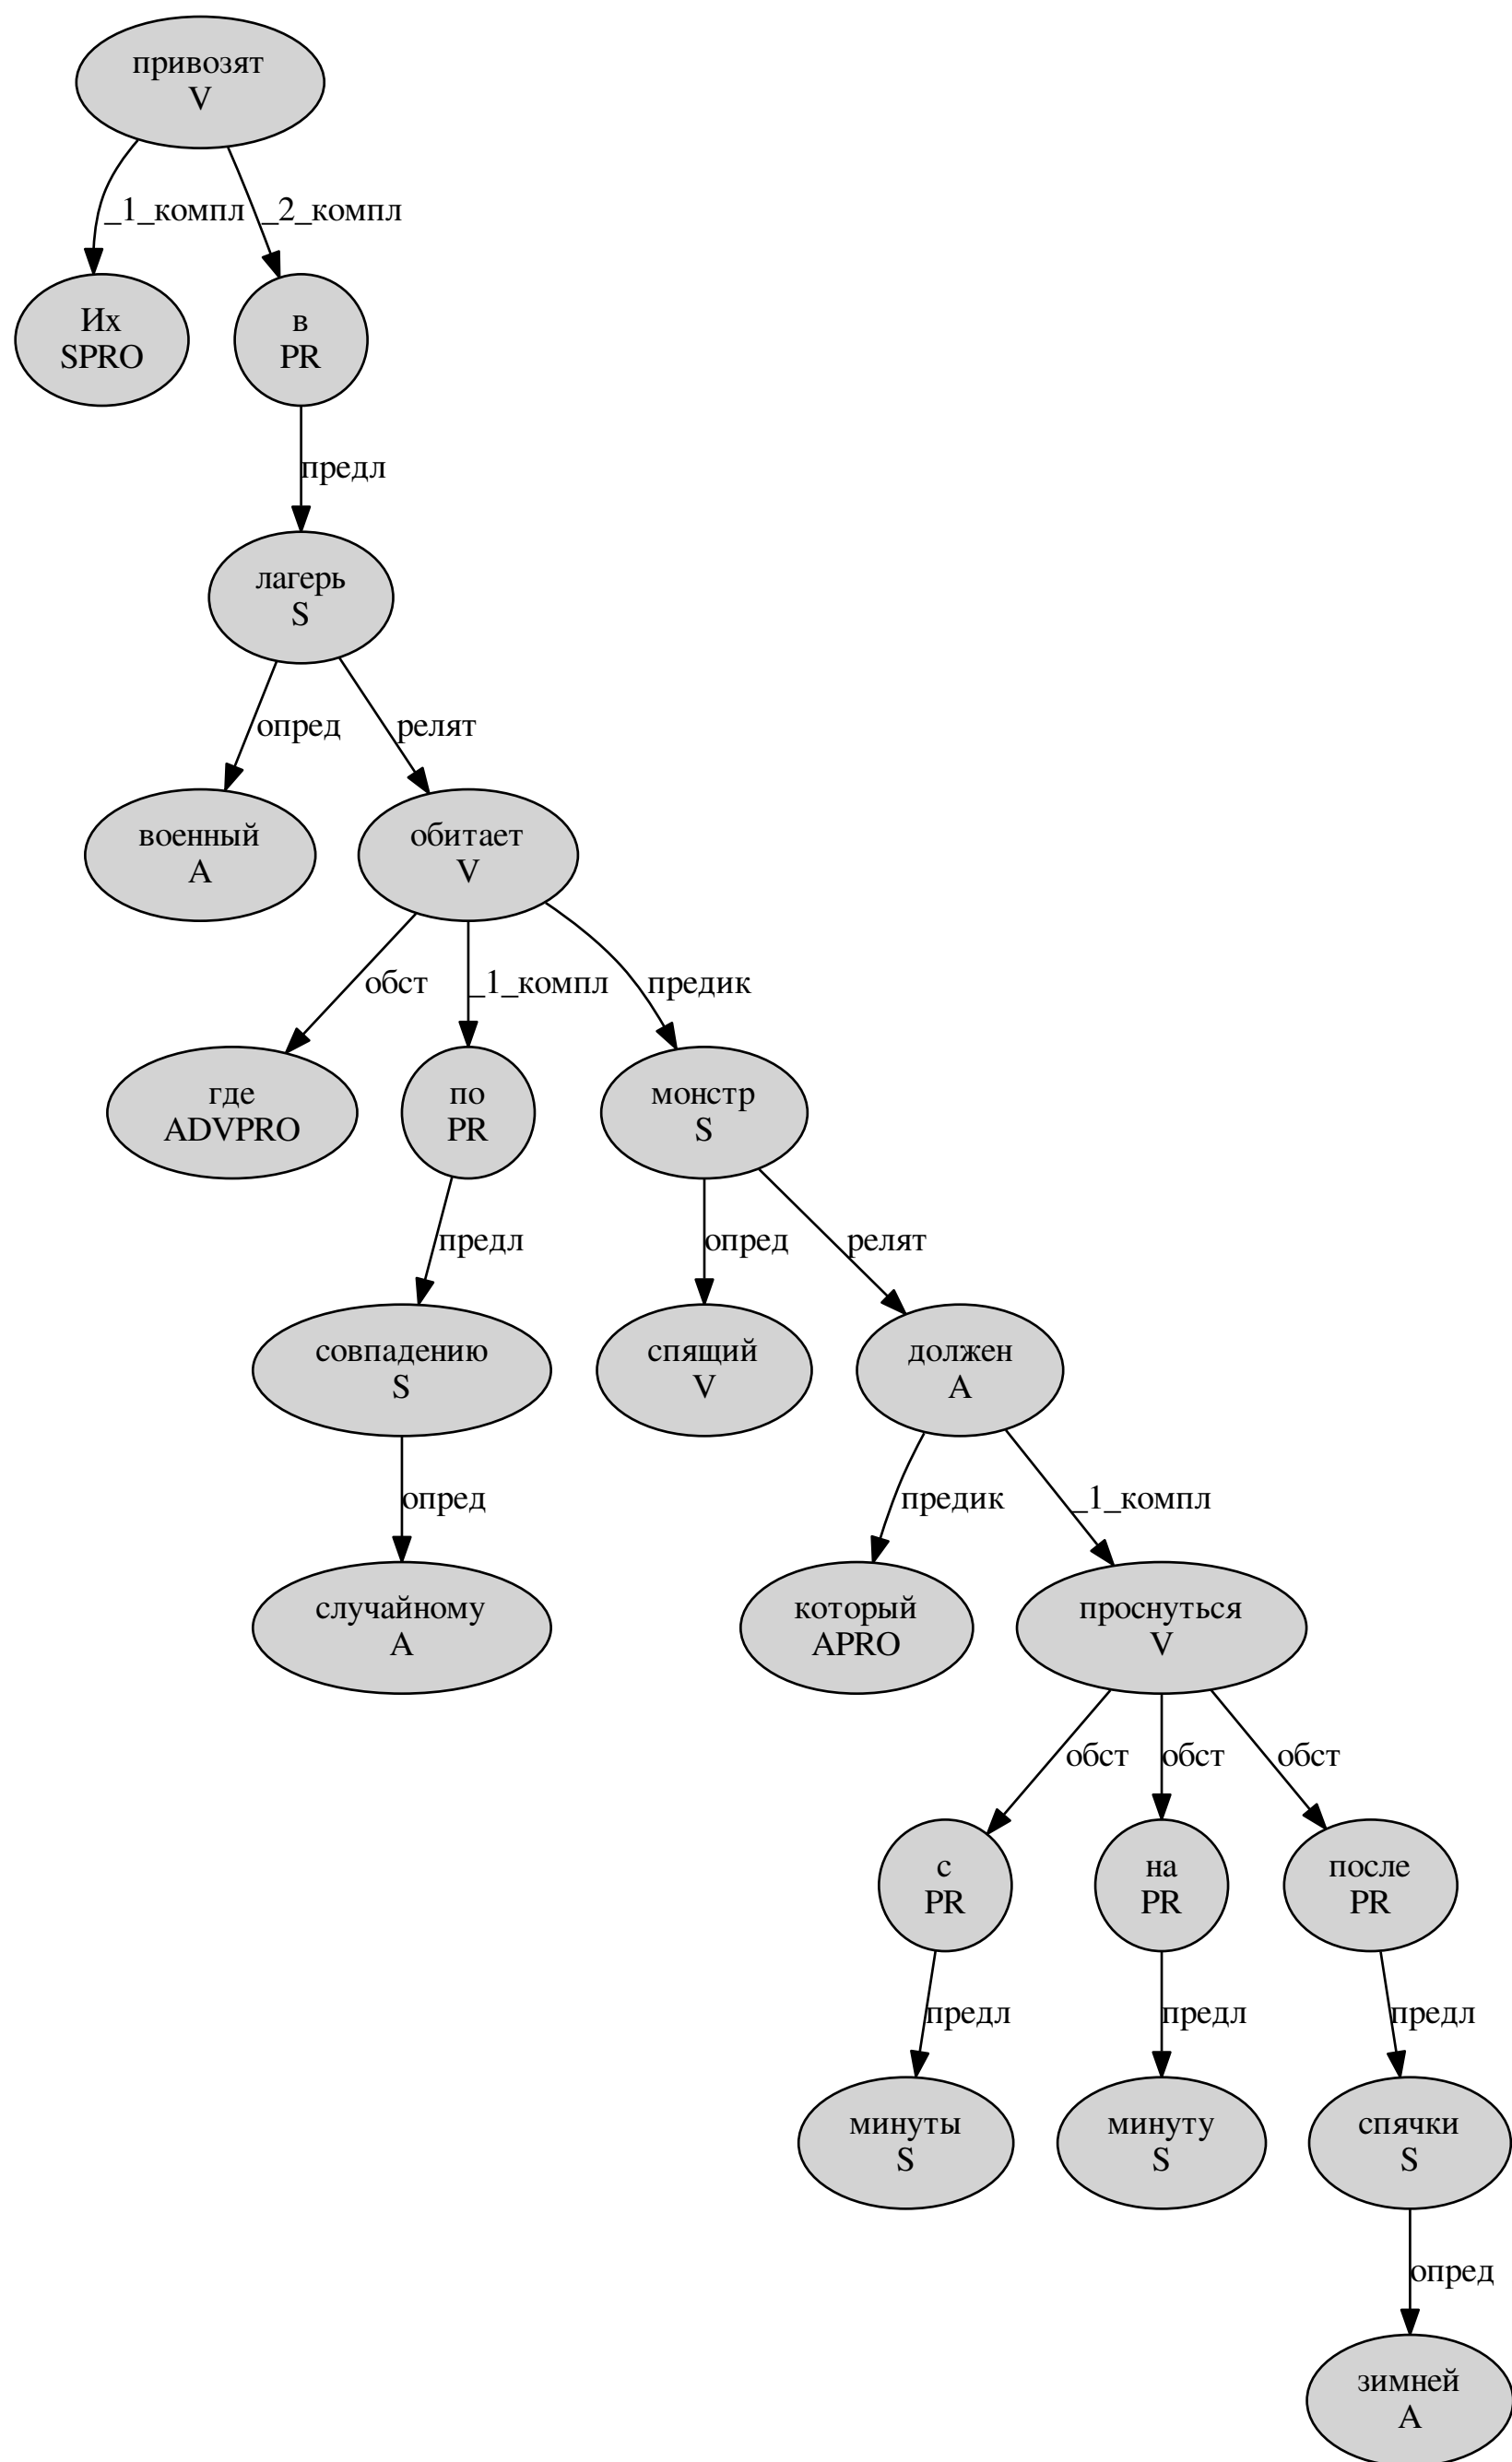 привозят
V
_1_компл
_2_компл
Их
SPRO
в
PR
предл
лагерь
S
опред
релят
военный
A
обитает
V
обст
_1_компл
предик
где
ADVPRO
по
PR
монстр
S
предл
опред
релят
совпадению
S
спящий
V
должен
A
опред
предик
_1_компл
случайному
A
который
APRO
проснуться
V
обст
обст
обст
с
PR
на
PR
после
PR
предл
предл
предл
минуты
S
минуту
S
спячки
S
опред
зимней
A